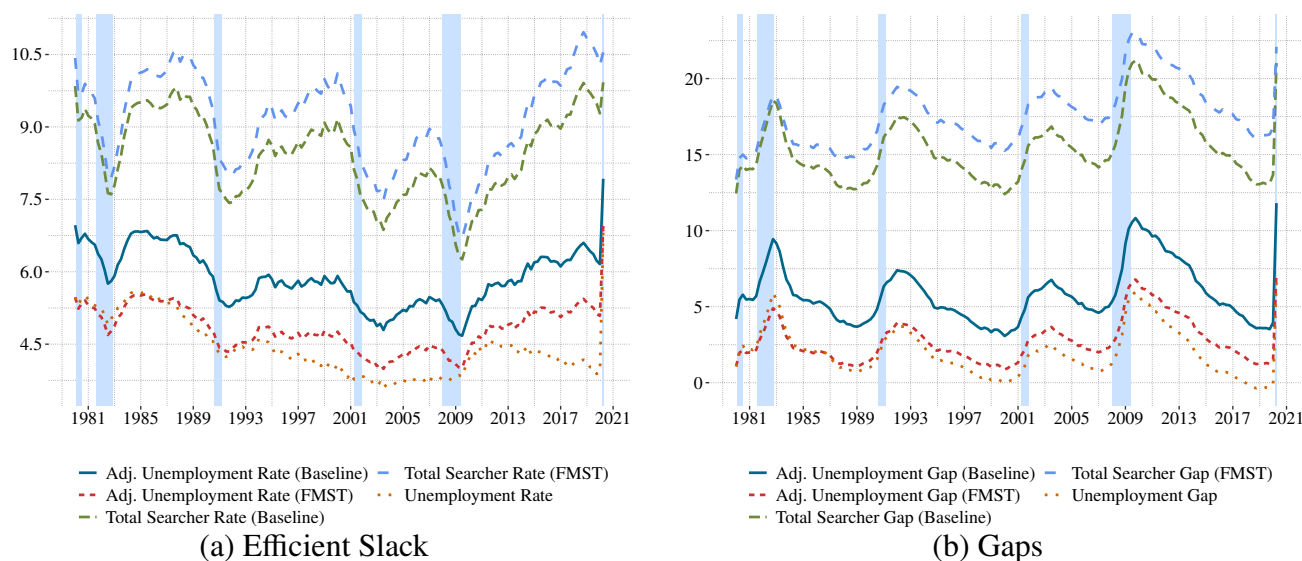 10.5
9.0
7.5
6.0
4.5
1981 1985 1989 1993 1997 2001 2005 2009 2013 2017 2021
Adj. Unemployment Rate (Baseline) Total Searcher Rate (FMST)
Adj. Unemployment Rate (FMST) Unemployment Rate
Total Searcher Rate (Baseline)
(a) Efficient Slack
20
15
10
5
0
1981 1985 1989 1993 1997 2001 2005 2009 2013 2017 2021
Adj. Unemployment Gap (Baseline) Total Searcher Gap (FMST)
Adj. Unemployment Gap (FMST) Unemployment Gap
Total Searcher Gap (Baseline)
(b) Gaps